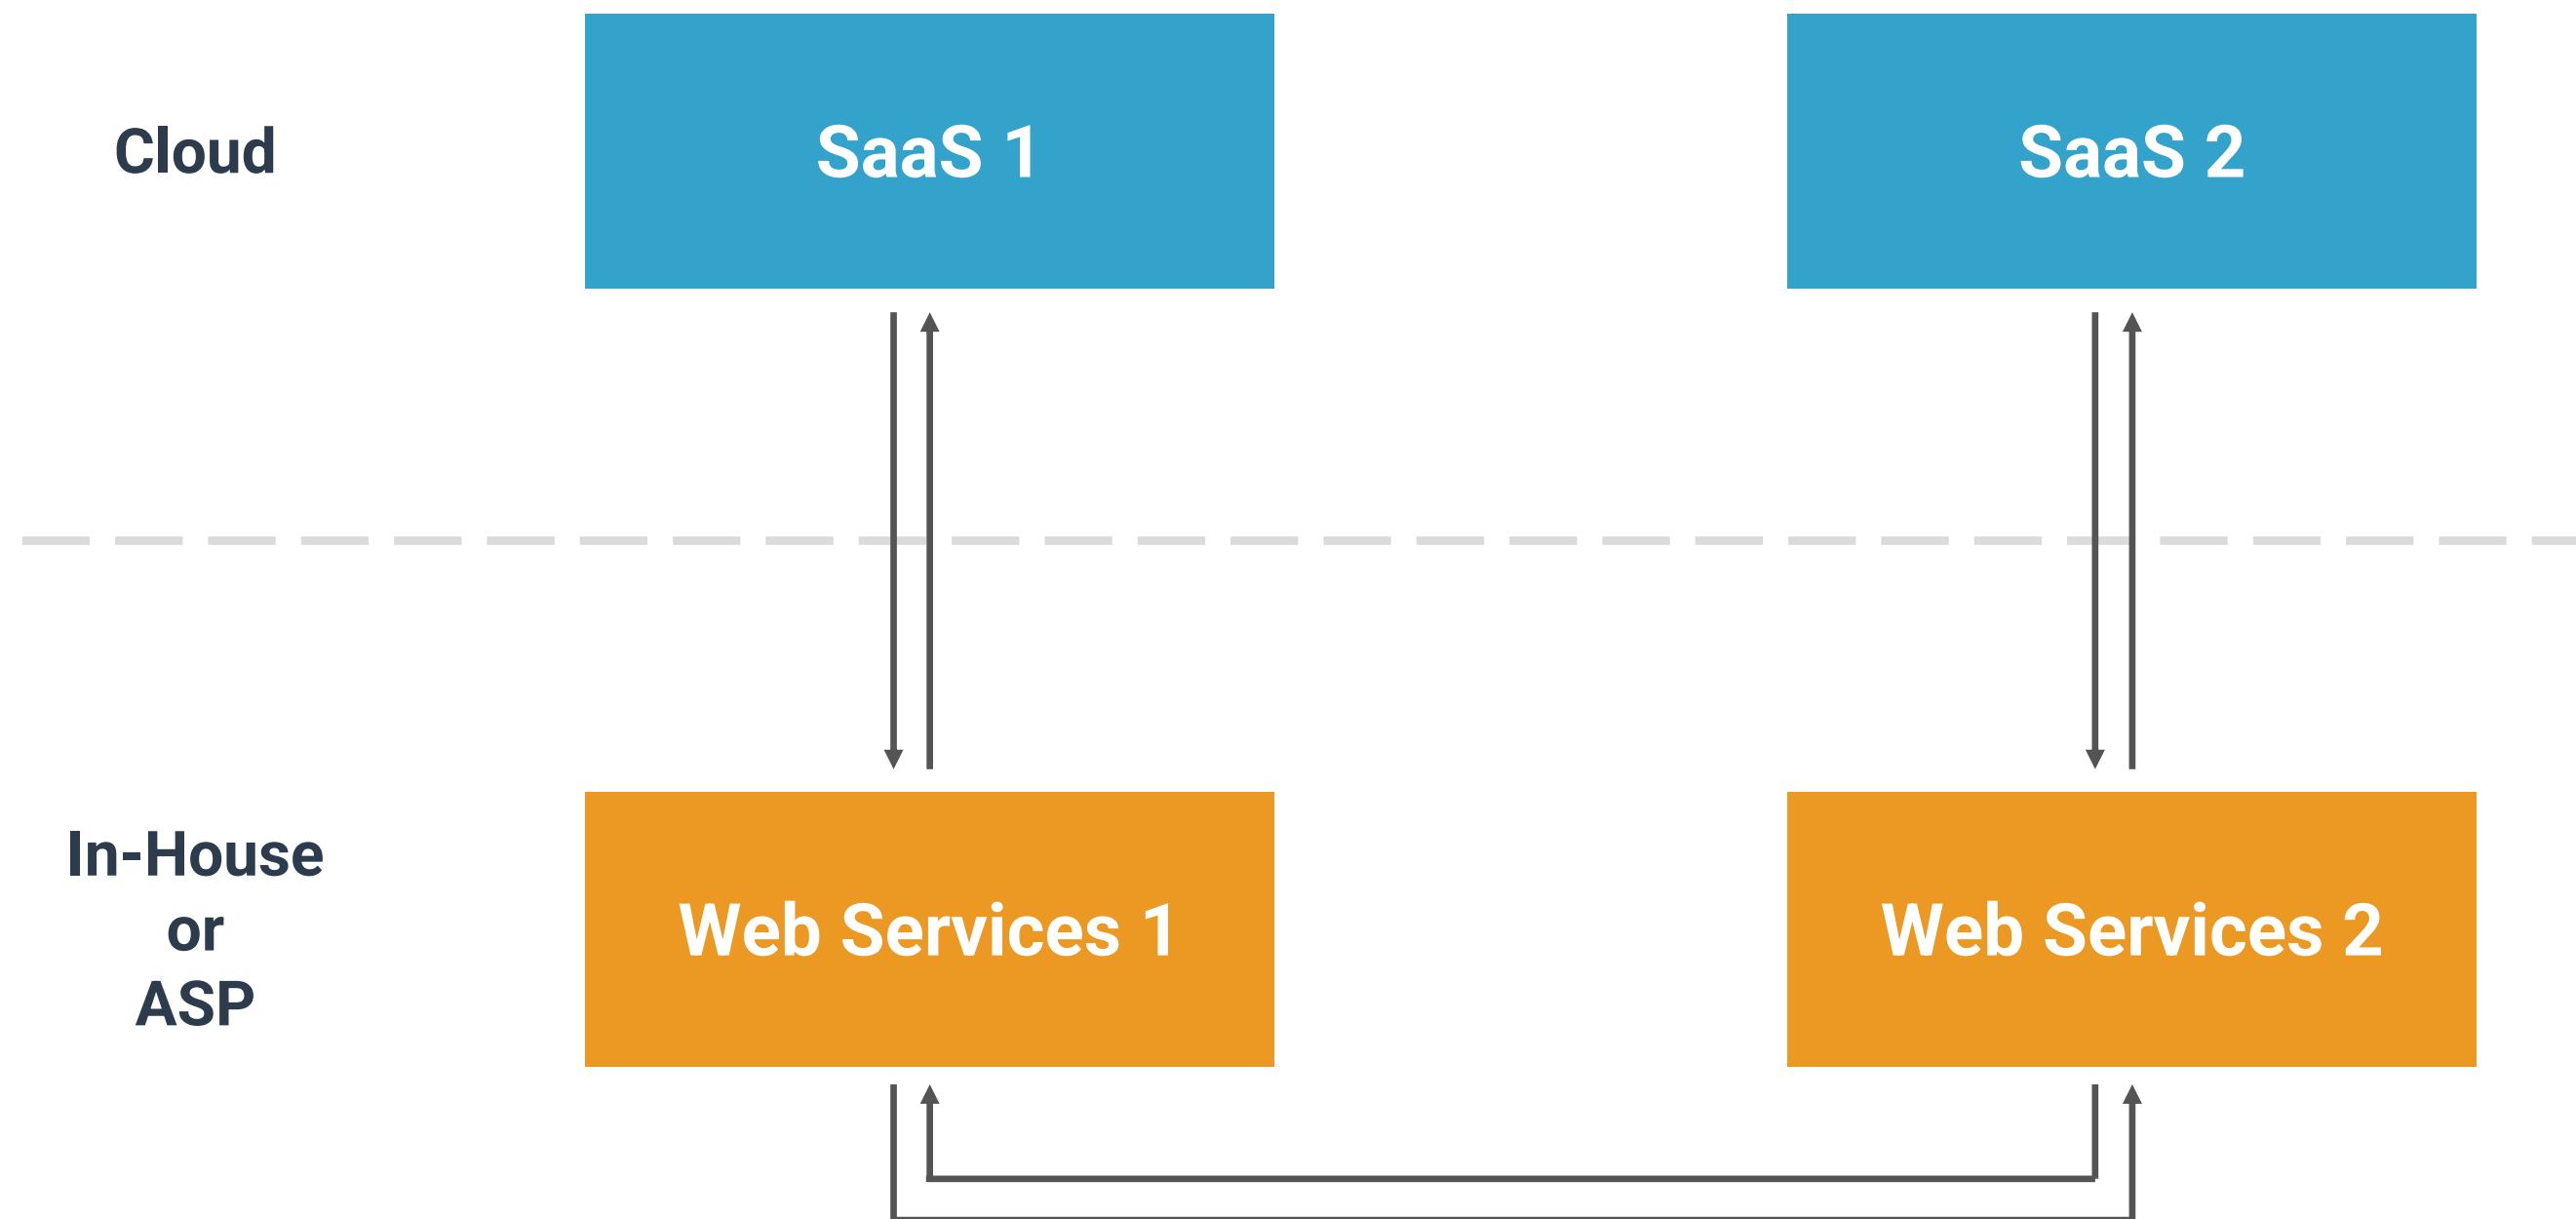 Cloud
SaaS 1
SaaS 2
In-House
or
ASP
Web Services 1
Web Services 2